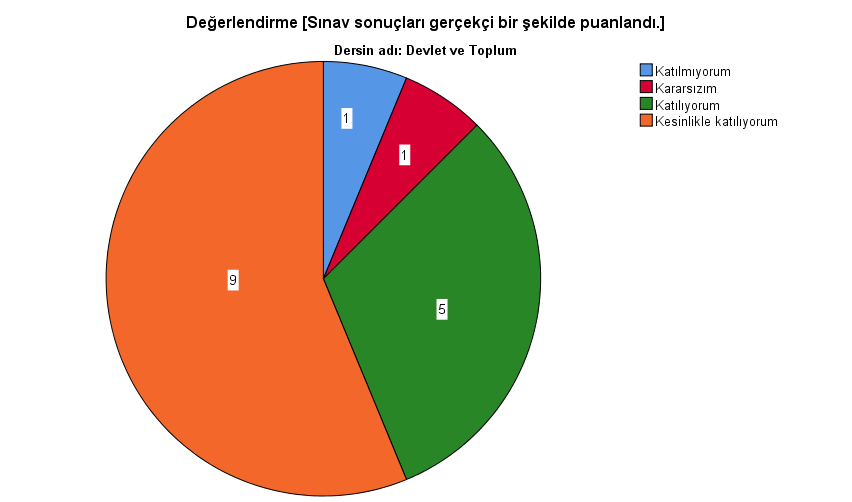 Değerlendirme [Sınav sonuçları gerçekçi bir şekilde puanlandı.]
Dersin adı: Devlet ve Toplum
Katılmıyorum
Kararsızım
Katılıyorum
Kesinlikle katılıyorum
1
1
9
5